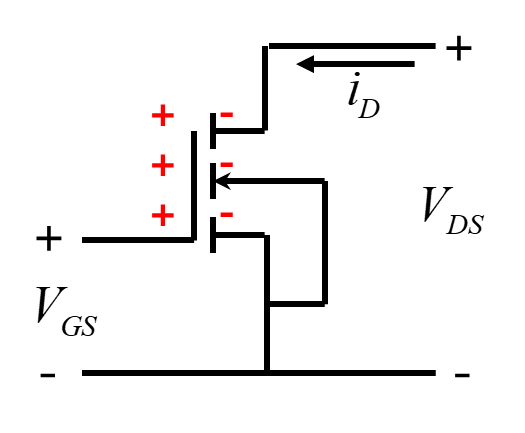 +
i_D
+ -
+ -
+ -
V_DS
+
V_GS
- -